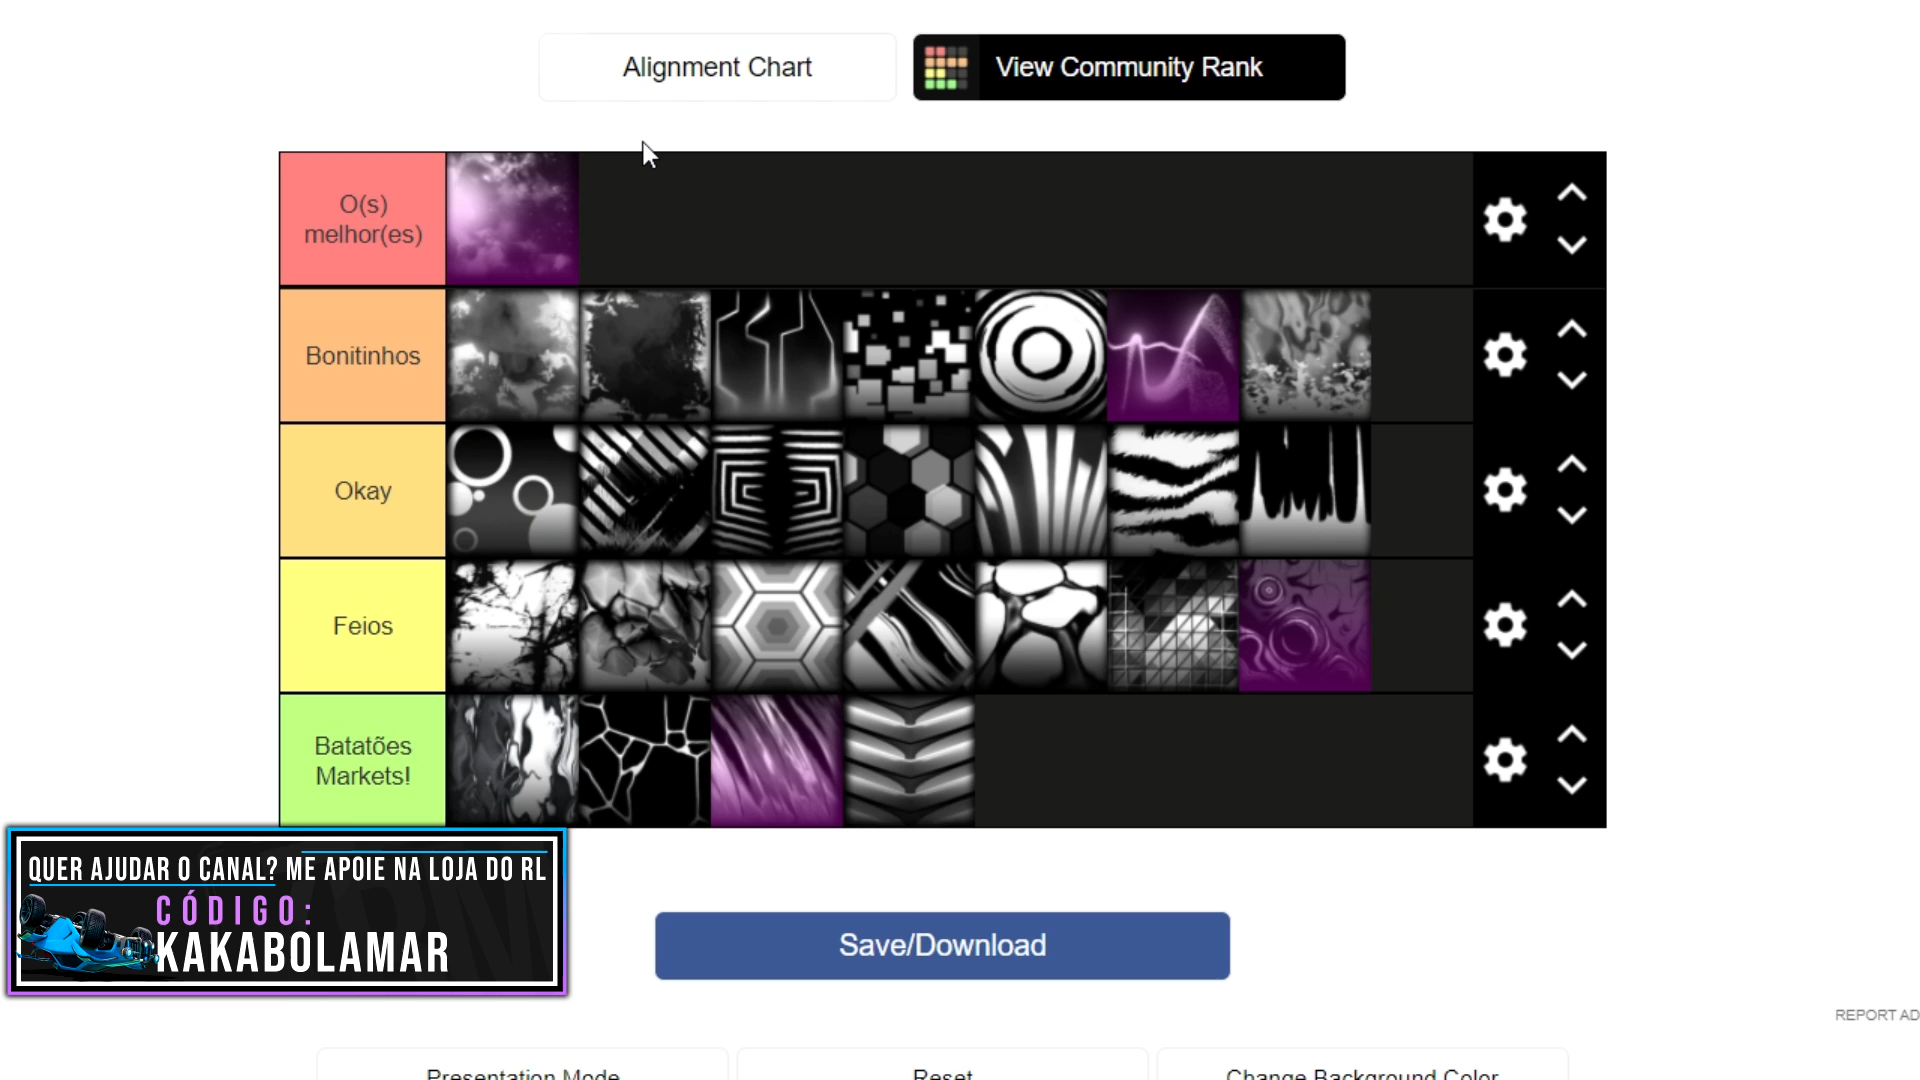 Alignment Chart
View Community Rank
O(s)
melhor(es)
Bonitinhos
Okay
Feios
Batatões
Markets!
QUER AJUDAR O CANAL? ME APOIE NA LOJA DO RL
CÓDIGO:
KAKABOLAMAR
Save/Download
REPORT AD
Presentation Mode
Reset
Change Background Color